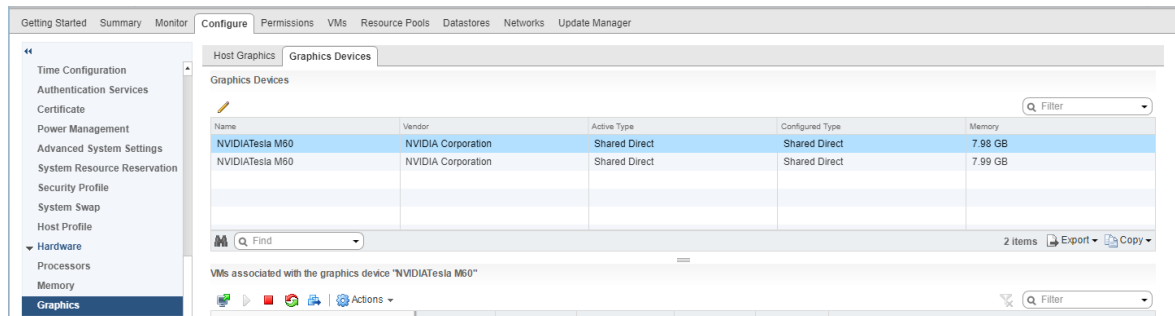 Getting Started Summary Monitor Configure Permissions VMs Resource Pools Datastores Networks Update Manager
Time Configuration
Authentication Services
Certificate
Power Management
Advanced System Settings
System Resource Reservation
Security Profile
System Swap
Host Profile
Hardware
Processors
Memory
Graphics
Host Graphics Graphics Devices
Graphics Devices
Filter
Name Vendor Active Type Configured Type Memory
NVIDIATesla M60 NVIDIA Corporation Shared Direct Shared Direct 7.98 GB
NVIDIATesla M60 NVIDIA Corporation Shared Direct Shared Direct 7.99 GB
Find 2 items Export Copy
VMs associated with the graphics device "NVIDIATesla M60"
Actions Filter